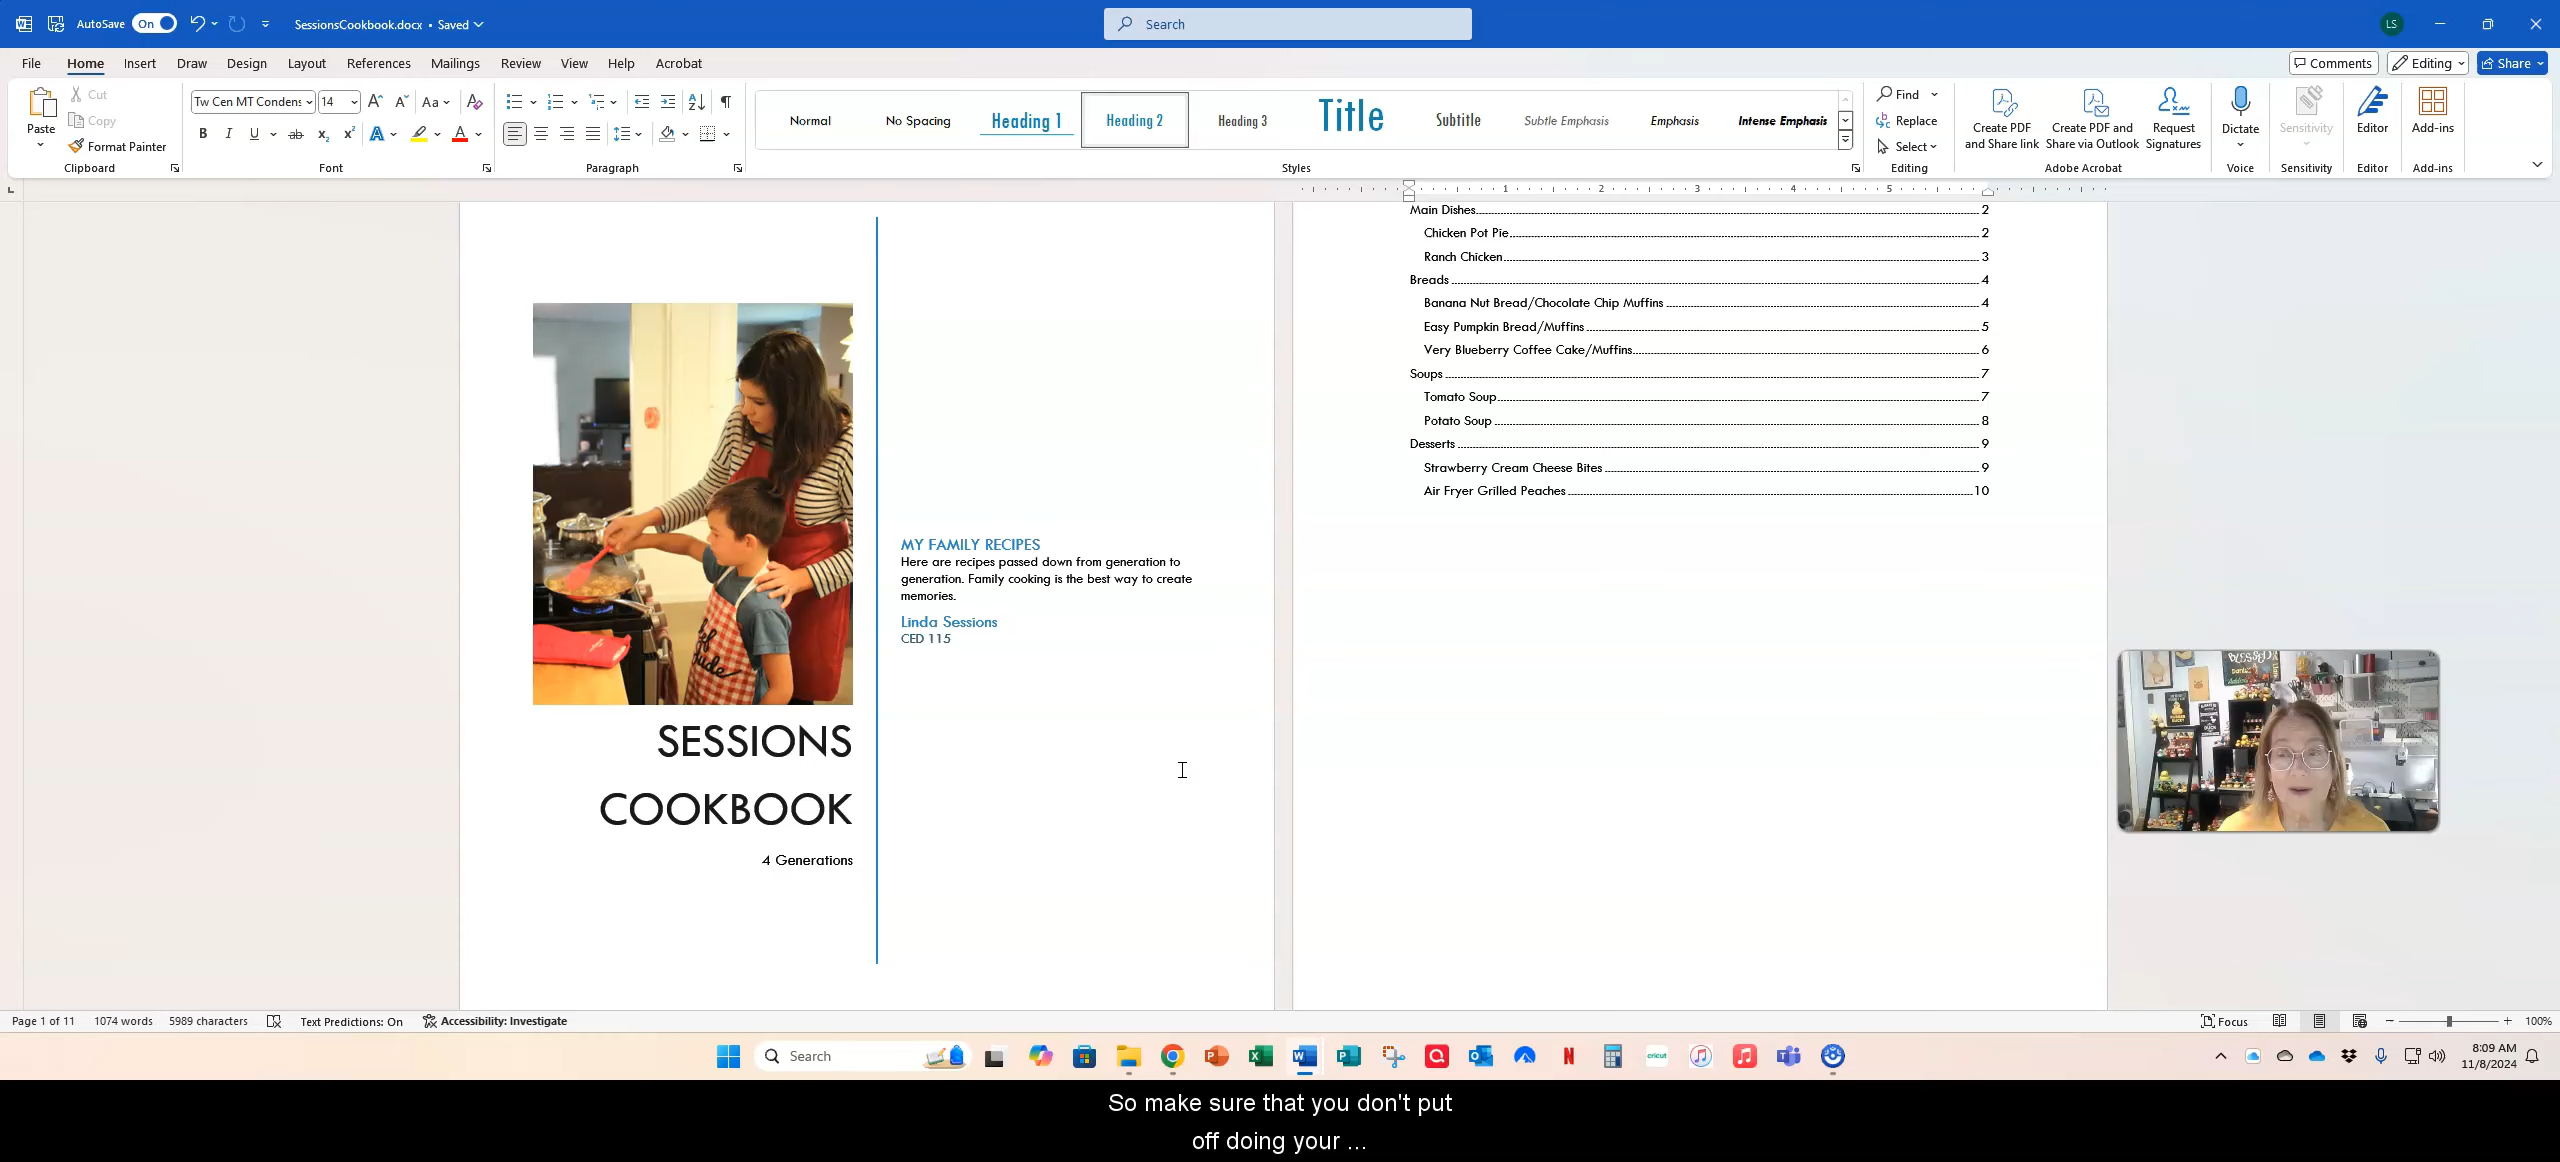 AutoSave On SessionsCookbook.docx • Saved Search LS
File Home Insert Draw Design Layout References Mailings Review View Help Acrobat Comments Editing Share
Paste
Cut
Copy
Format Painter
Clipboard
Tw Cen MT Condens 14
Font
Paragraph
Normal No Spacing Heading 1 Heading 2 Heading 3 Title Subtitle Subtle Emphasis Emphasis Intense Emphasis
Styles
Find
Replace
Select
Editing
Create PDF
and Share link
Create PDF and
Share via Outlook
Request
Signatures
Adobe Acrobat
Dictate
Voice
Sensitivity
Sensitivity
Editor
Editor
Add-ins
Add-ins
1 2 3 4 5
MY FAMILY RECIPES
Here are recipes passed down from generation to
generation. Family cooking is the best way to create
memories.
Linda Sessions
CED 115
SESSIONS
COOKBOOK
4 Generations
Main Dishes 2
Chicken Pot Pie 2
Ranch Chicken 3
Breads 4
Banana Nut Bread/Chocolate Chip Muffins 4
Easy Pumpkin Bread/Muffins 5
Very Blueberry Coffee Cake/Muffins 6
Soups 7
Tomato Soup 7
Potato Soup 8
Desserts 9
Strawberry Cream Cheese Bites 9
Air Fryer Grilled Peaches 10
BLESSED
Page 1 of 11 1074 words 5989 characters Text Predictions: On Accessibility: Investigate Focus 100%
Search
8:09 AM
11/8/2024
So make sure that you don't put
off doing your ...